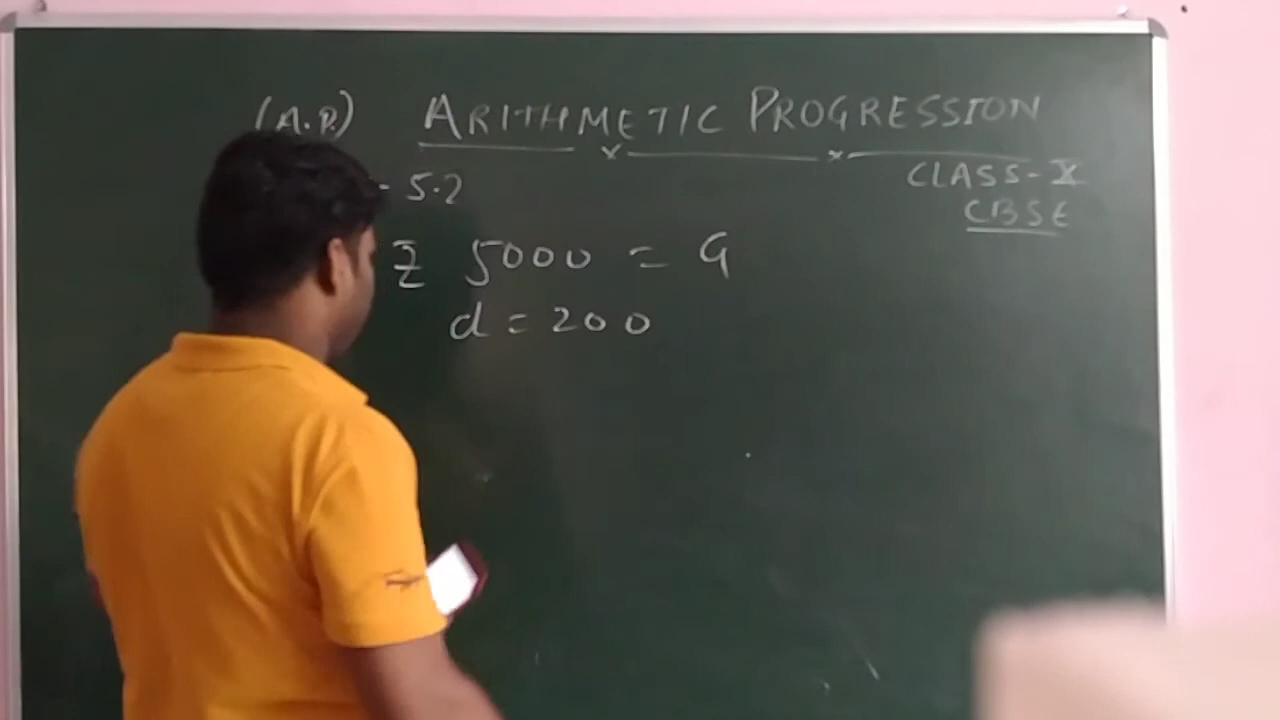 (A.P.) ARITHMETIC PROGRESSION
CLASS-X
- 5.2
CBSE
₹ 5000 = a
d = 200